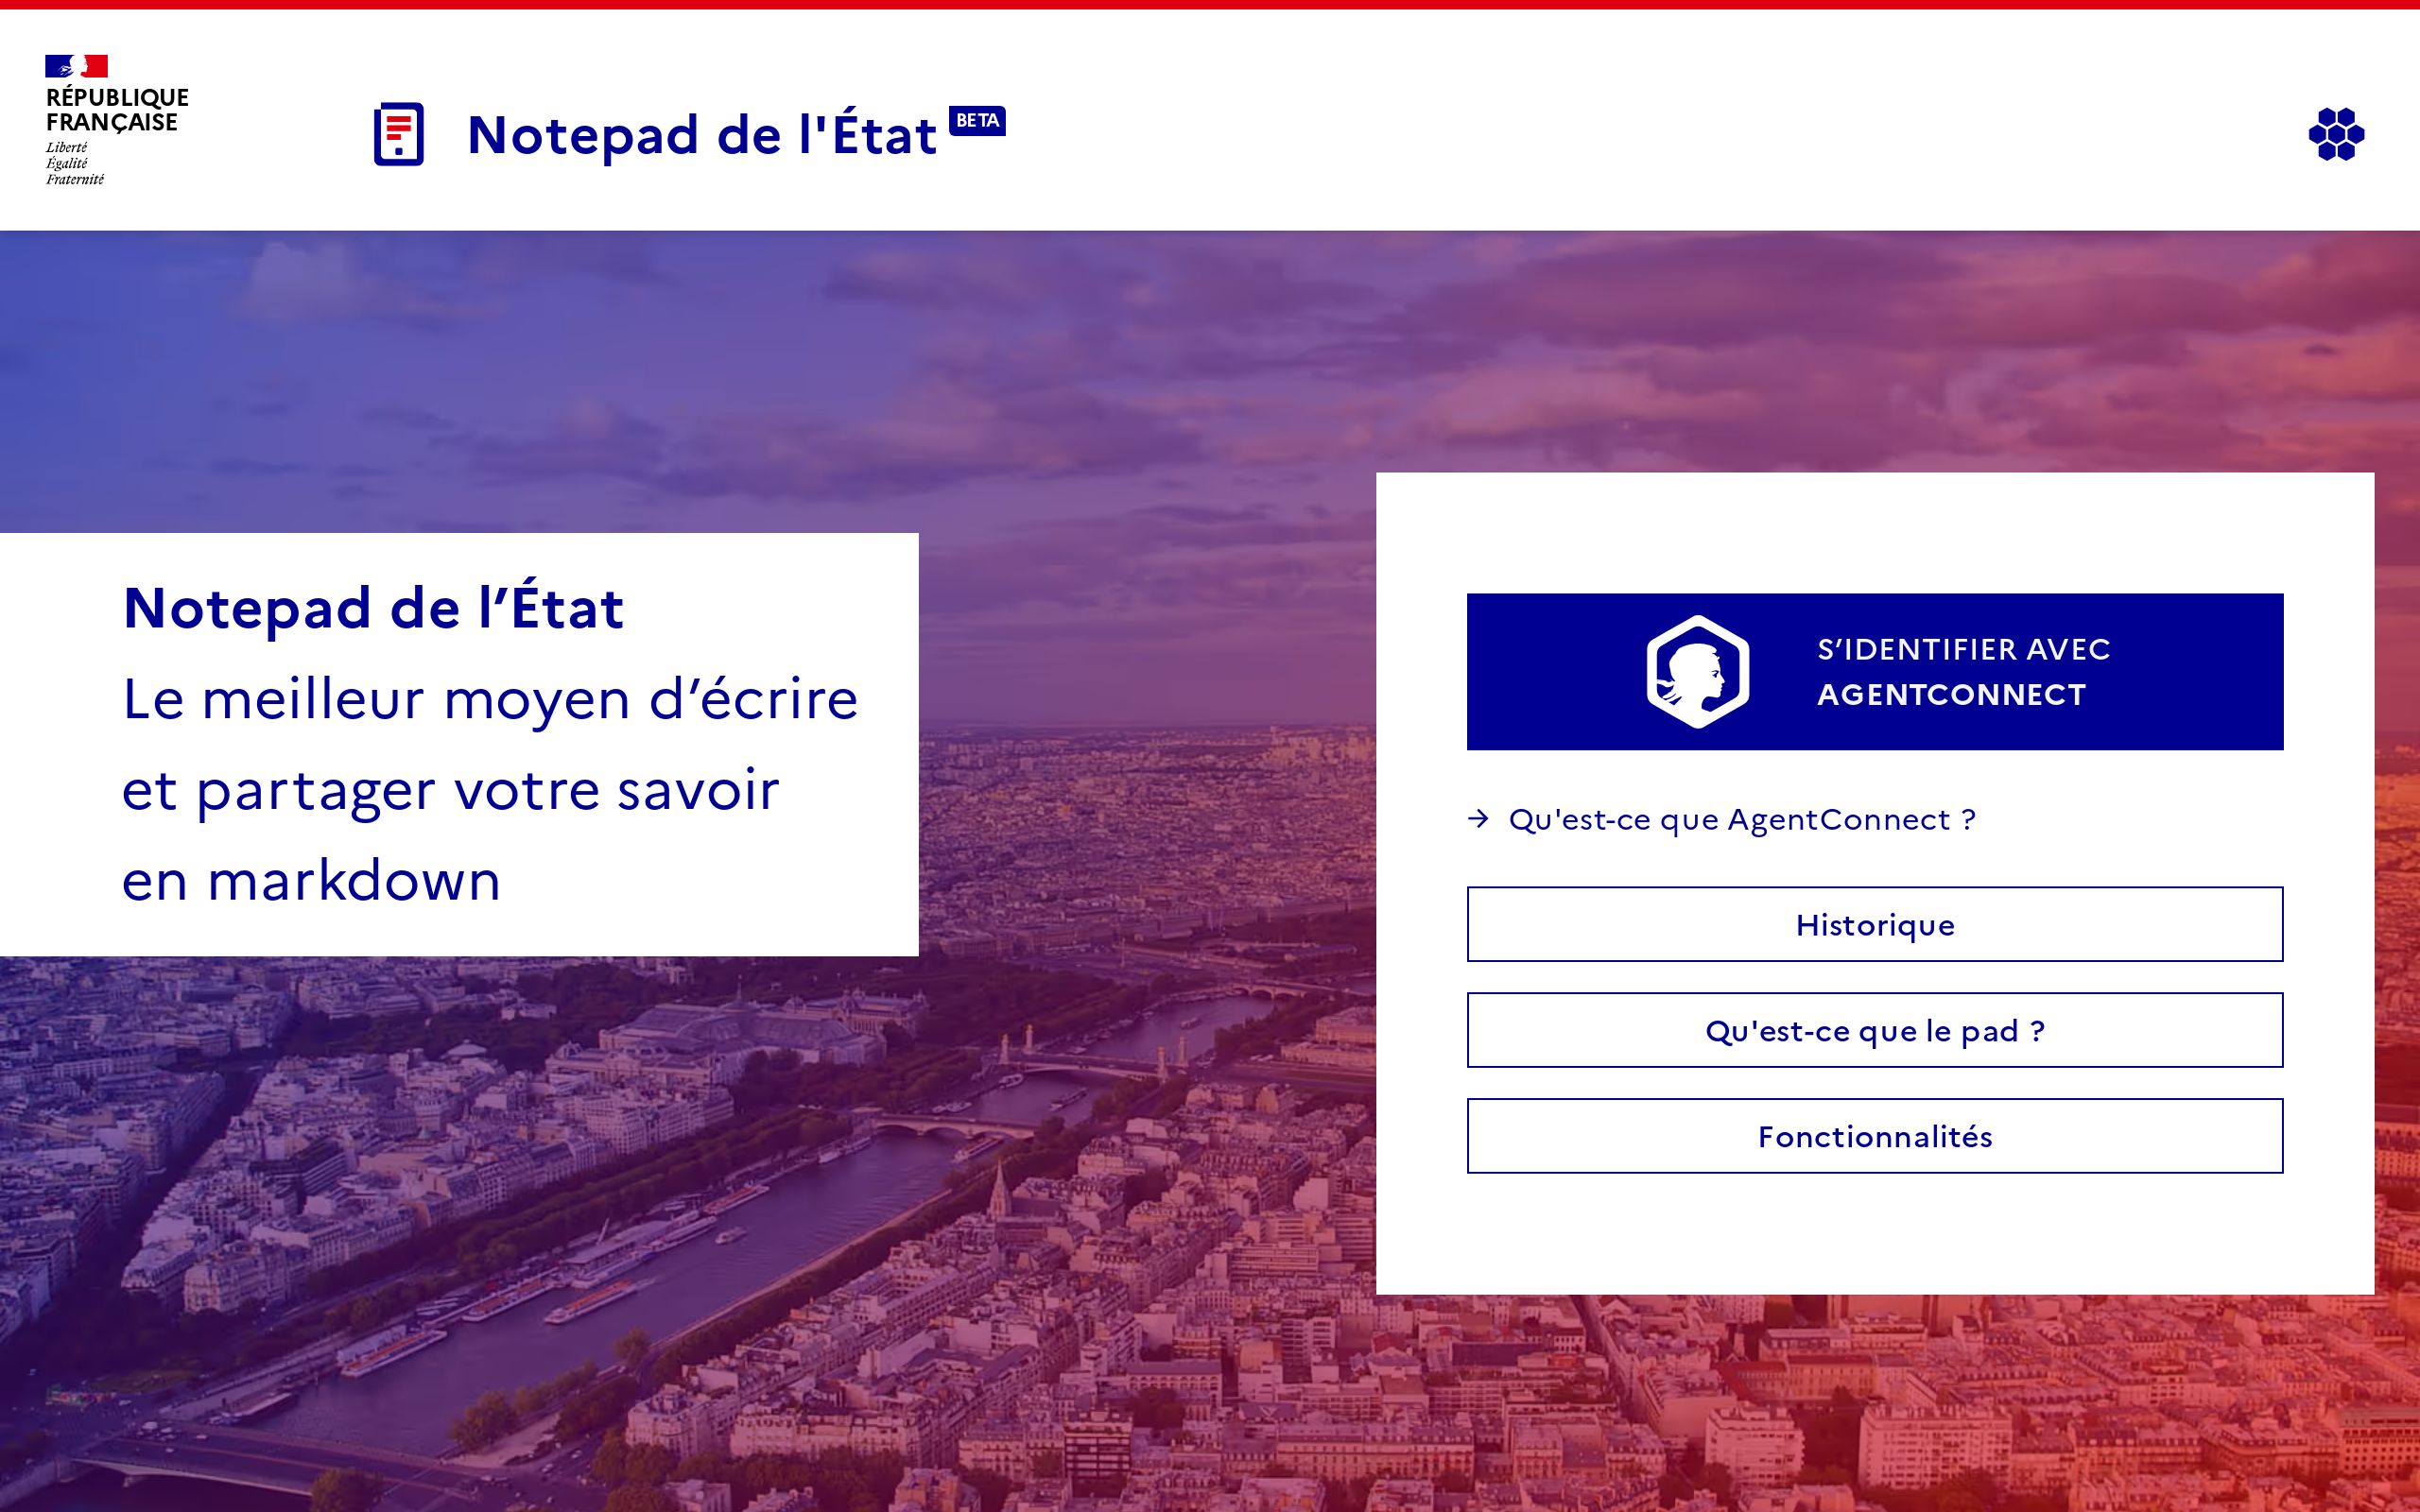 RÉPUBLIQUE
FRANÇAISE
Liberté
Égalité
Fraternité
Notepad de l'État BETA
Notepad de l’État
Le meilleur moyen d’écrire
et partager votre savoir
en markdown
S’IDENTIFIER AVEC
AGENTCONNECT
→ Qu'est-ce que AgentConnect ?
Historique
Qu'est-ce que le pad ?
Fonctionnalités